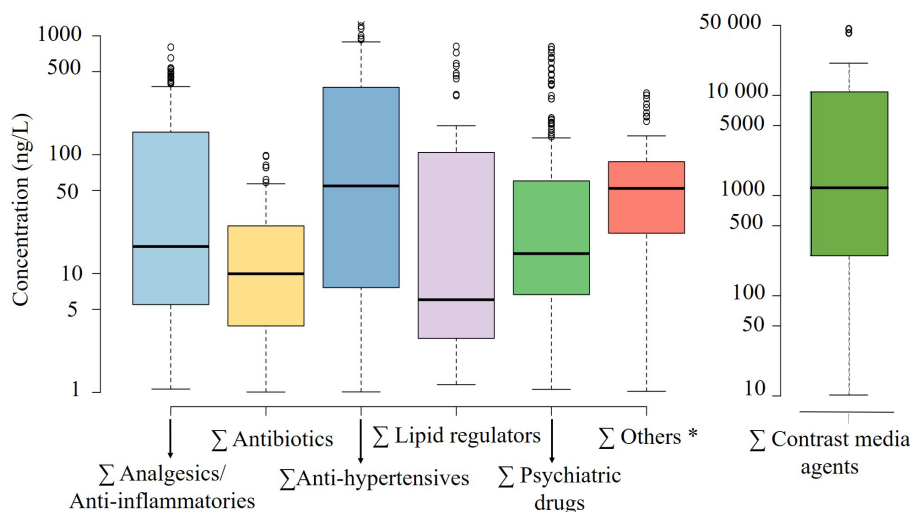 Concentration (ng/L)
1000
500
100
50
10
5
1
50 000
10 000
5000
1000
500
100
50
10
∑ Analgesics/
Anti-inflammatories
∑ Antibiotics
∑Anti-hypertensives
∑ Lipid regulators
∑ Psychiatric
drugs
∑ Others *
∑ Contrast media
agents